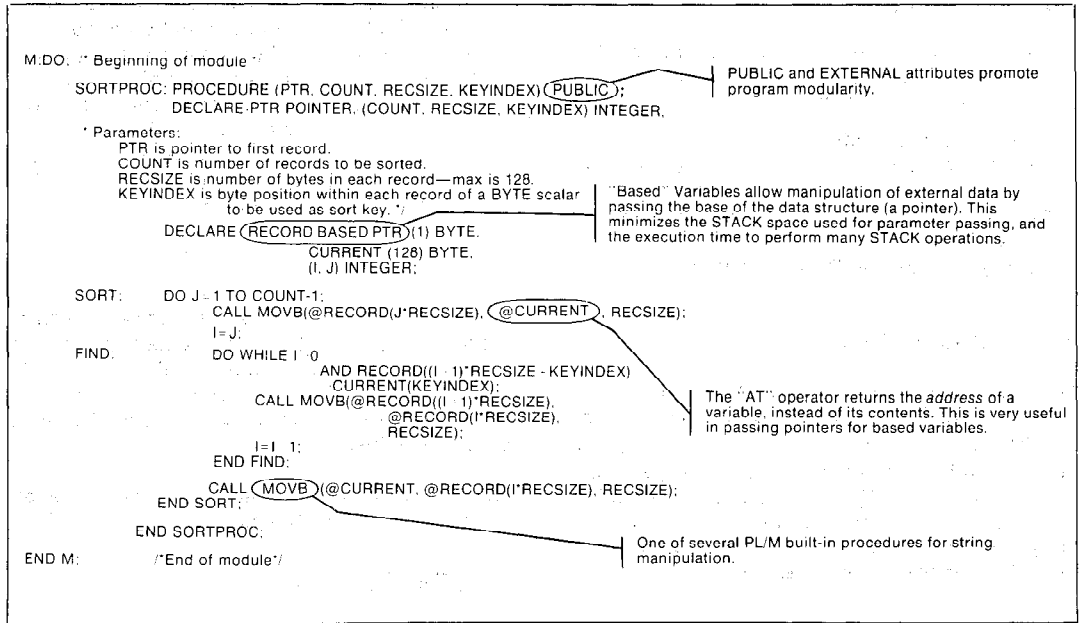 M:DO; /* Beginning of module */
SORTPROC: PROCEDURE (PTR, COUNT, RECSIZE, KEYINDEX) PUBLIC;
DECLARE PTR POINTER, (COUNT, RECSIZE, KEYINDEX) INTEGER,
PUBLIC and EXTERNAL attributes promote
program modularity.
* Parameters:
PTR is pointer to first record.
COUNT is number of records to be sorted.
RECSIZE is number of bytes in each record—max is 128.
KEYINDEX is byte position within each record of a BYTE scalar
to be used as sort key. */
"Based" Variables allow manipulation of external data by
passing the base of the data structure (a pointer). This
minimizes the STACK space used for parameter passing, and
the execution time to perform many STACK operations.
DECLARE RECORD BASED PTR (1) BYTE,
CURRENT (128) BYTE,
(I, J) INTEGER;
SORT: DO J = 1 TO COUNT-1;
CALL MOVB(@RECORD(J*RECSIZE), @CURRENT, RECSIZE);
I=J;
FIND: DO WHILE I 0
AND RECORD((I 1)*RECSIZE - KEYINDEX)
CURRENT(KEYINDEX);
CALL MOVB(@RECORD((I 1)*RECSIZE),
@RECORD(I*RECSIZE),
RECSIZE);
I=I 1;
END FIND;
The "AT" operator returns the address of a
variable, instead of its contents. This is very useful
in passing pointers for based variables.
CALL MOVB (@CURRENT, @RECORD(I*RECSIZE), RECSIZE);
END SORT;
END SORTPROC;
One of several PL/M built-in procedures for string
manipulation.
END M; /*End of module*/